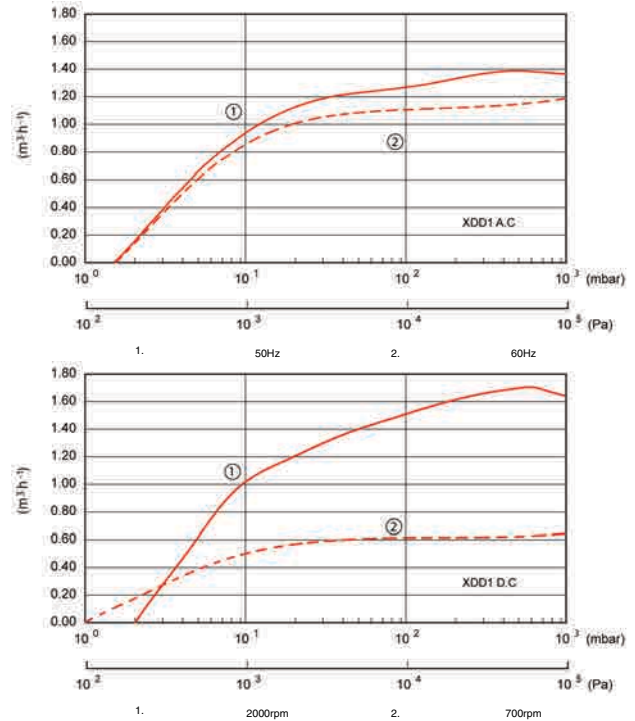 1.80
1.60
1.40
1.20
1.00
0.80
0.60
0.40
0.20
0.00
(m³h⁻¹)
①
②
XDD1 A.C
10⁰ 10¹ 10² 10³ (mbar)
10² 10³ 10⁴ 10⁵ (Pa)
1. 50Hz 2. 60Hz
1.80
1.60
1.40
1.20
1.00
0.80
0.60
0.40
0.20
0.00
(m³h⁻¹)
①
②
XDD1 D.C
10⁰ 10¹ 10² 10³ (mbar)
10² 10³ 10⁴ 10⁵ (Pa)
1. 2000rpm 2. 700rpm